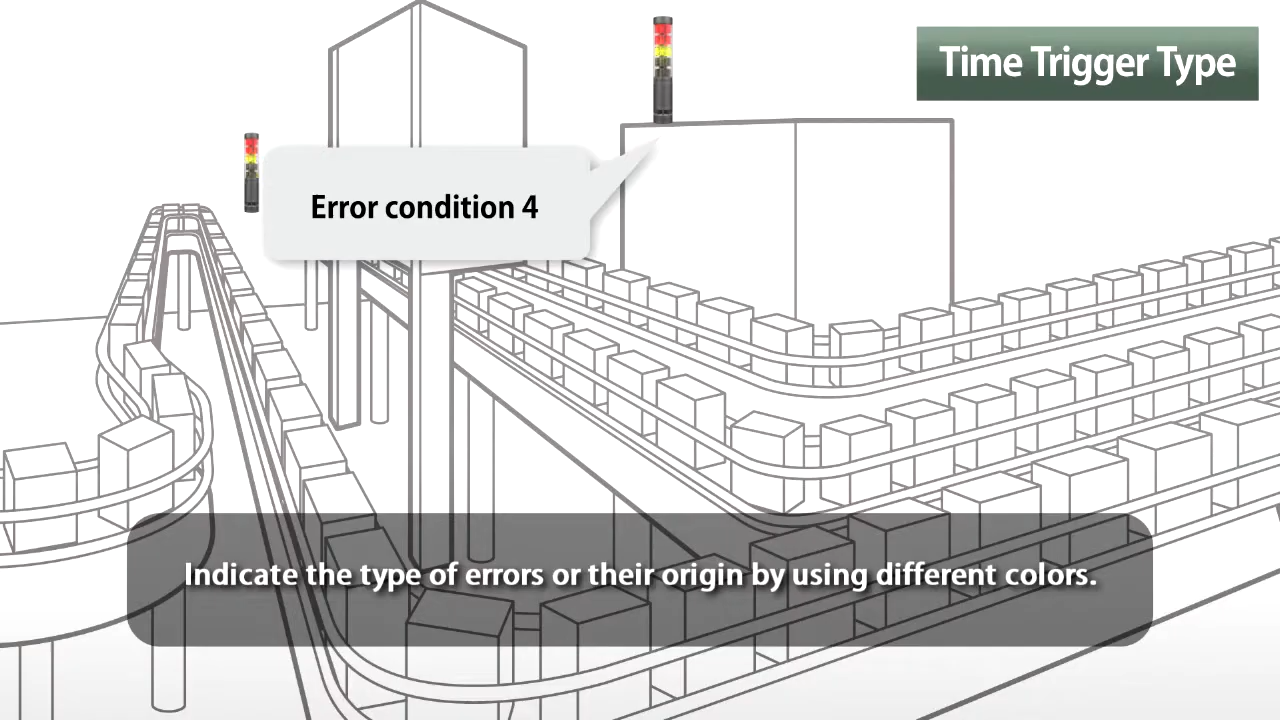 Time Trigger Type
Error condition 4
Indicate the type of errors or their origin by using different colors.